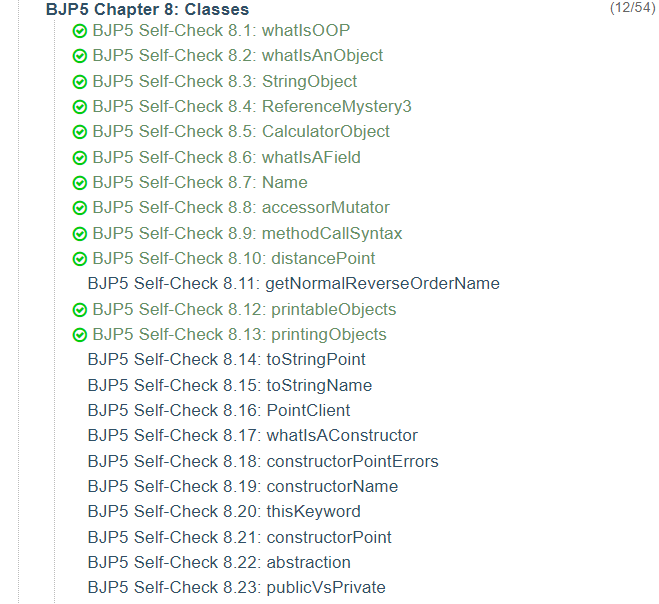 BJP5 Chapter 8: Classes (12/54)
BJP5 Self-Check 8.1: whatIsOOP
BJP5 Self-Check 8.2: whatIsAnObject
BJP5 Self-Check 8.3: StringObject
BJP5 Self-Check 8.4: ReferenceMystery3
BJP5 Self-Check 8.5: CalculatorObject
BJP5 Self-Check 8.6: whatIsAField
BJP5 Self-Check 8.7: Name
BJP5 Self-Check 8.8: accessorMutator
BJP5 Self-Check 8.9: methodCallSyntax
BJP5 Self-Check 8.10: distancePoint
BJP5 Self-Check 8.11: getNormalReverseOrderName
BJP5 Self-Check 8.12: printableObjects
BJP5 Self-Check 8.13: printingObjects
BJP5 Self-Check 8.14: toStringPoint
BJP5 Self-Check 8.15: toStringName
BJP5 Self-Check 8.16: PointClient
BJP5 Self-Check 8.17: whatIsAConstructor
BJP5 Self-Check 8.18: constructorPointErrors
BJP5 Self-Check 8.19: constructorName
BJP5 Self-Check 8.20: thisKeyword
BJP5 Self-Check 8.21: constructorPoint
BJP5 Self-Check 8.22: abstraction
BJP5 Self-Check 8.23: publicVsPrivate